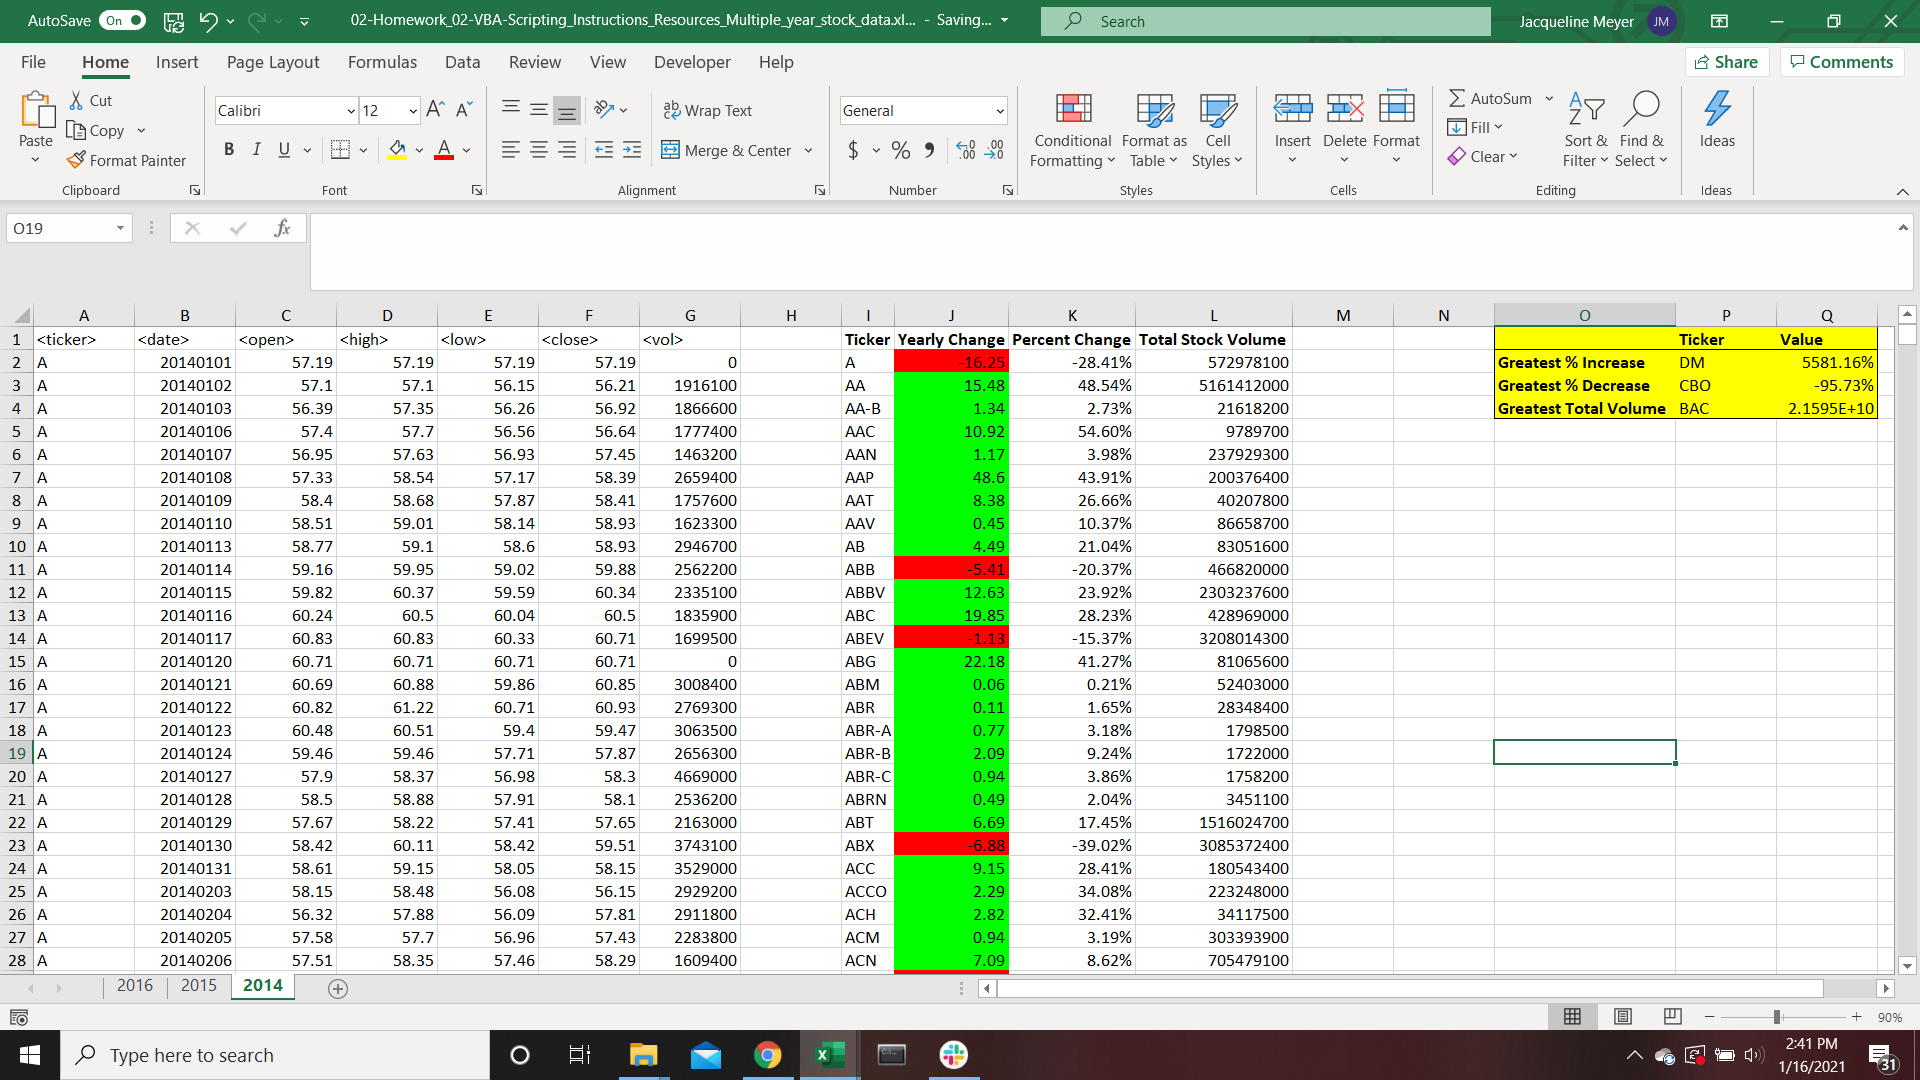 AutoSave On 02-Homework_02-VBA-Scripting_Instructions_Resources_Multiple_year_stock_data.xl... - Saving... Search Jacqueline Meyer JM
File Home Insert Page Layout Formulas Data Review View Developer Help Share Comments
Paste Cut Copy Format Painter Clipboard
Calibri 12 B I U A Font
Wrap Text Merge & Center Alignment
General $ % Number
Conditional Formatting Format as Table Cell Styles Styles
Insert Delete Format Cells
AutoSum Fill Clear Sort & Filter Find & Select Editing
Ideas Ideas
O19 fx
A B C D E F G H I J K L M N O P Q
1 <ticker> <date> <open> <high> <low> <close> <vol> Ticker Yearly Change Percent Change Total Stock Volume Ticker Value
2 A 20140101 57.19 57.19 57.19 57.19 0 A -16.25 -28.41% 572978100 Greatest % Increase DM 5581.16%
3 A 20140102 57.1 57.1 56.15 56.21 1916100 AA 15.48 48.54% 5161412000 Greatest % Decrease CBO -95.73%
4 A 20140103 56.39 57.35 56.26 56.92 1866600 AA-B 1.34 2.73% 21618200 Greatest Total Volume BAC 2.1595E+10
5 A 20140106 57.4 57.7 56.56 56.64 1777400 AAC 10.92 54.60% 9789700
6 A 20140107 56.95 57.63 56.93 57.45 1463200 AAN 1.17 3.98% 237929300
7 A 20140108 57.33 58.54 57.17 58.39 2659400 AAP 48.6 43.91% 200376400
8 A 20140109 58.4 58.68 57.87 58.41 1757600 AAT 8.38 26.66% 40207800
9 A 20140110 58.51 59.01 58.14 58.93 1623300 AAV 0.45 10.37% 86658700
10 A 20140113 58.77 59.1 58.6 58.93 2946700 AB 4.49 21.04% 83051600
11 A 20140114 59.16 59.95 59.02 59.88 2562200 ABB -5.41 -20.37% 466820000
12 A 20140115 59.82 60.37 59.59 60.34 2335100 ABBV 12.63 23.92% 2303237600
13 A 20140116 60.24 60.5 60.04 60.5 1835900 ABC 19.85 28.23% 428969000
14 A 20140117 60.83 60.83 60.33 60.71 1699500 ABEV -1.13 -15.37% 3208014300
15 A 20140120 60.71 60.71 60.71 60.71 0 ABG 22.18 41.27% 81065600
16 A 20140121 60.69 60.88 59.86 60.85 3008400 ABM 0.06 0.21% 52403000
17 A 20140122 60.82 61.22 60.71 60.93 2769300 ABR 0.11 1.65% 28348400
18 A 20140123 60.48 60.51 59.4 59.47 3063500 ABR-A 0.77 3.18% 1798500
19 A 20140124 59.46 59.46 57.71 57.87 2656300 ABR-B 2.09 9.24% 1722000
20 A 20140127 57.9 58.37 56.98 58.3 4669000 ABR-C 0.94 3.86% 1758200
21 A 20140128 58.5 58.88 57.91 58.1 2536200 ABRN 0.49 2.04% 3451100
22 A 20140129 57.67 58.22 57.41 57.65 2163000 ABT 6.69 17.45% 1516024700
23 A 20140130 58.42 60.11 58.42 59.51 3743100 ABX -6.88 -39.02% 3085372400
24 A 20140131 58.61 59.15 58.05 58.15 3529000 ACC 9.15 28.41% 180543400
25 A 20140203 58.15 58.48 56.08 56.15 2929200 ACCO 2.29 34.08% 223248000
26 A 20140204 56.32 57.88 56.09 57.81 2911800 ACH 2.82 32.41% 34117500
27 A 20140205 57.58 57.7 56.96 57.43 2283800 ACM 0.94 3.19% 303393900
28 A 20140206 57.51 58.35 57.46 58.29 1609400 ACN 7.09 8.62% 705479100
2016 2015 2014
90%
Type here to search 2:41 PM
1/16/2021 31